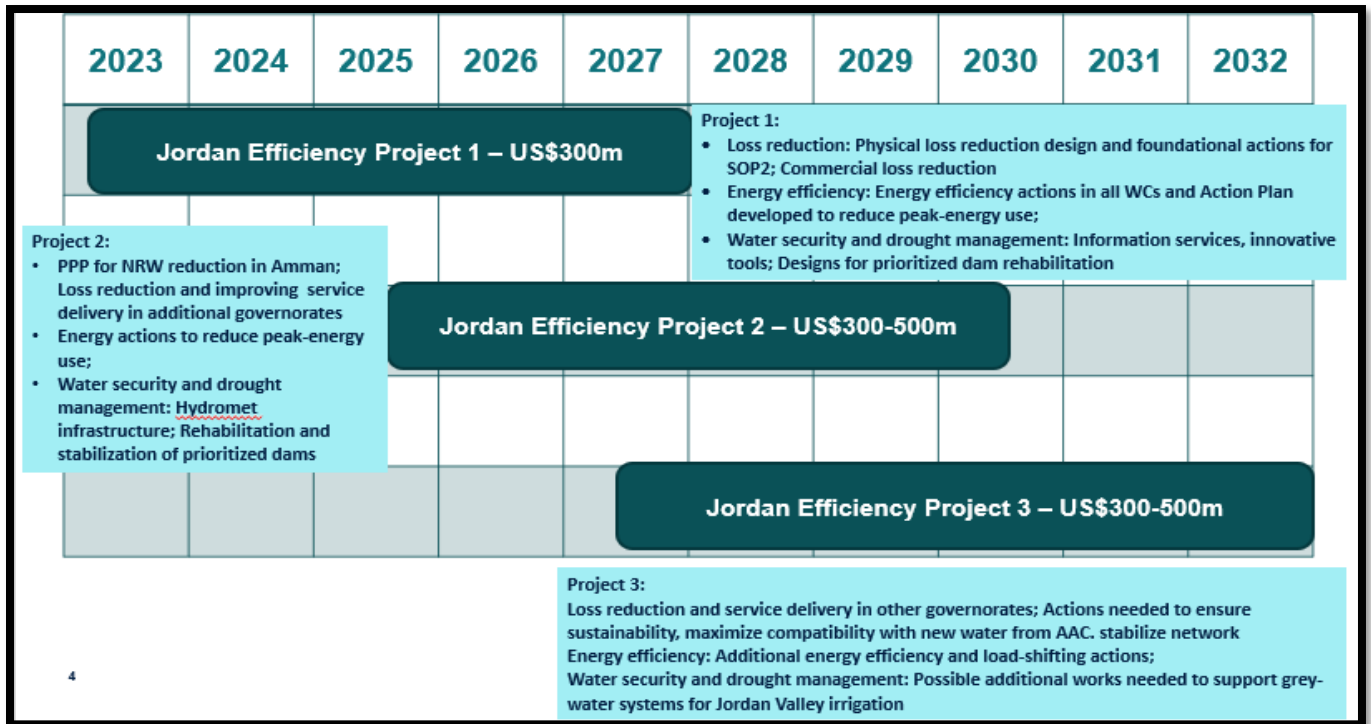 2023 2024 2025 2026 2027 2028 2029 2030 2031 2032
Jordan Efficiency Project 1 – US$300m
Project 1:
• Loss reduction: Physical loss reduction design and foundational actions for
SOP2; Commercial loss reduction
• Energy efficiency: Energy efficiency actions in all WCs and Action Plan
developed to reduce peak-energy use;
• Water security and drought management: Information services, innovative
tools; Designs for prioritized dam rehabilitation
Project 2:
• PPP for NRW reduction in Amman;
Loss reduction and improving service
delivery in additional governorates
• Energy actions to reduce peak-energy
use;
• Water security and drought
management: Hydromet
infrastructure; Rehabilitation and
stabilization of prioritized dams
Jordan Efficiency Project 2 – US$300-500m
Jordan Efficiency Project 3 – US$300-500m
Project 3:
Loss reduction and service delivery in other governorates; Actions needed to ensure
sustainability, maximize compatibility with new water from AAC. stabilize network
Energy efficiency: Additional energy efficiency and load-shifting actions;
Water security and drought management: Possible additional works needed to support grey-
water systems for Jordan Valley irrigation
4